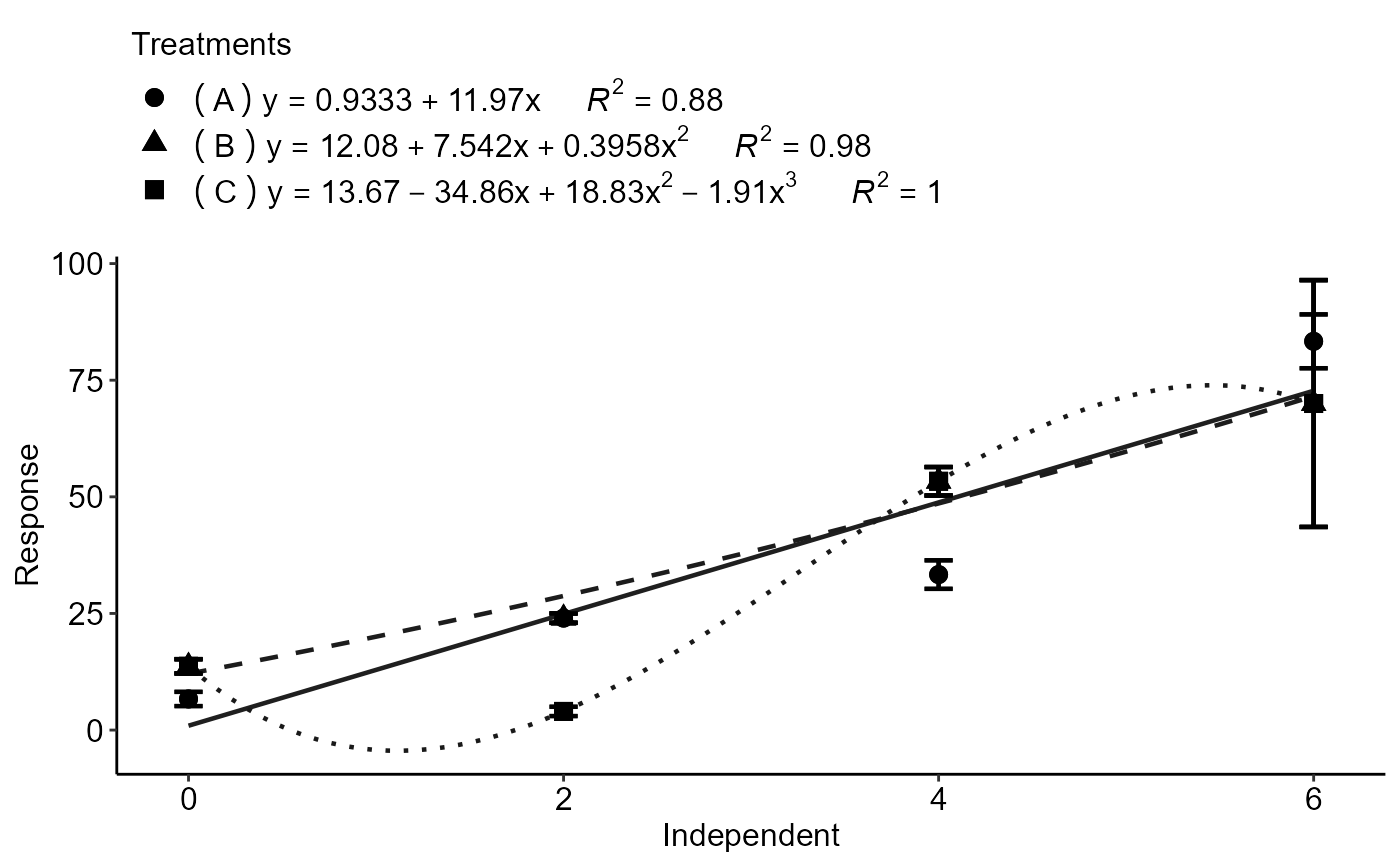 Treatments
( A ) y = 0.9333 + 11.97x R² = 0.88
( B ) y = 12.08 + 7.542x + 0.3958x² R² = 0.98
( C ) y = 13.67 − 34.86x + 18.83x² − 1.91x³ R² = 1
100
75
50
25
0
Response
0 2 4 6
Independent